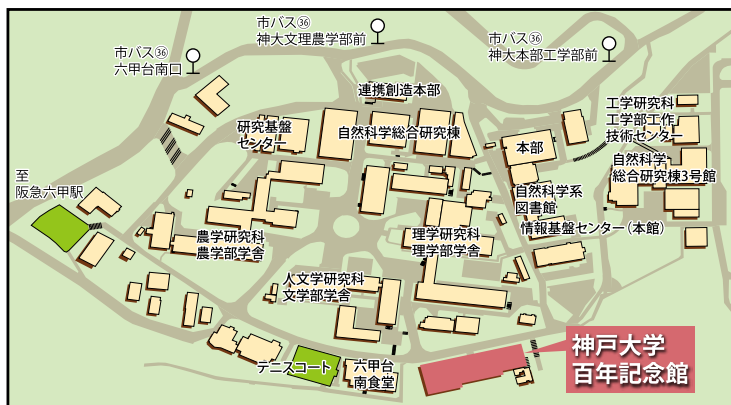 市バス㊱
神大文理農学部前
市バス㊱
神大本部工学部前
市バス㊱
六甲台南口
連携創造本部
工学研究科
工学部工作
技術センター
研究基盤
センター
自然科学総合研究棟
本部
自然科学
総合研究棟3号館
至
阪急六甲駅
自然科学系
図書館
情報基盤センター(本館)
農学研究科
農学部学舎
理学研究科
理学部学舎
人文学研究科
文学部学舎
テニスコート
六甲台
南食堂
神戸大学
百年記念館